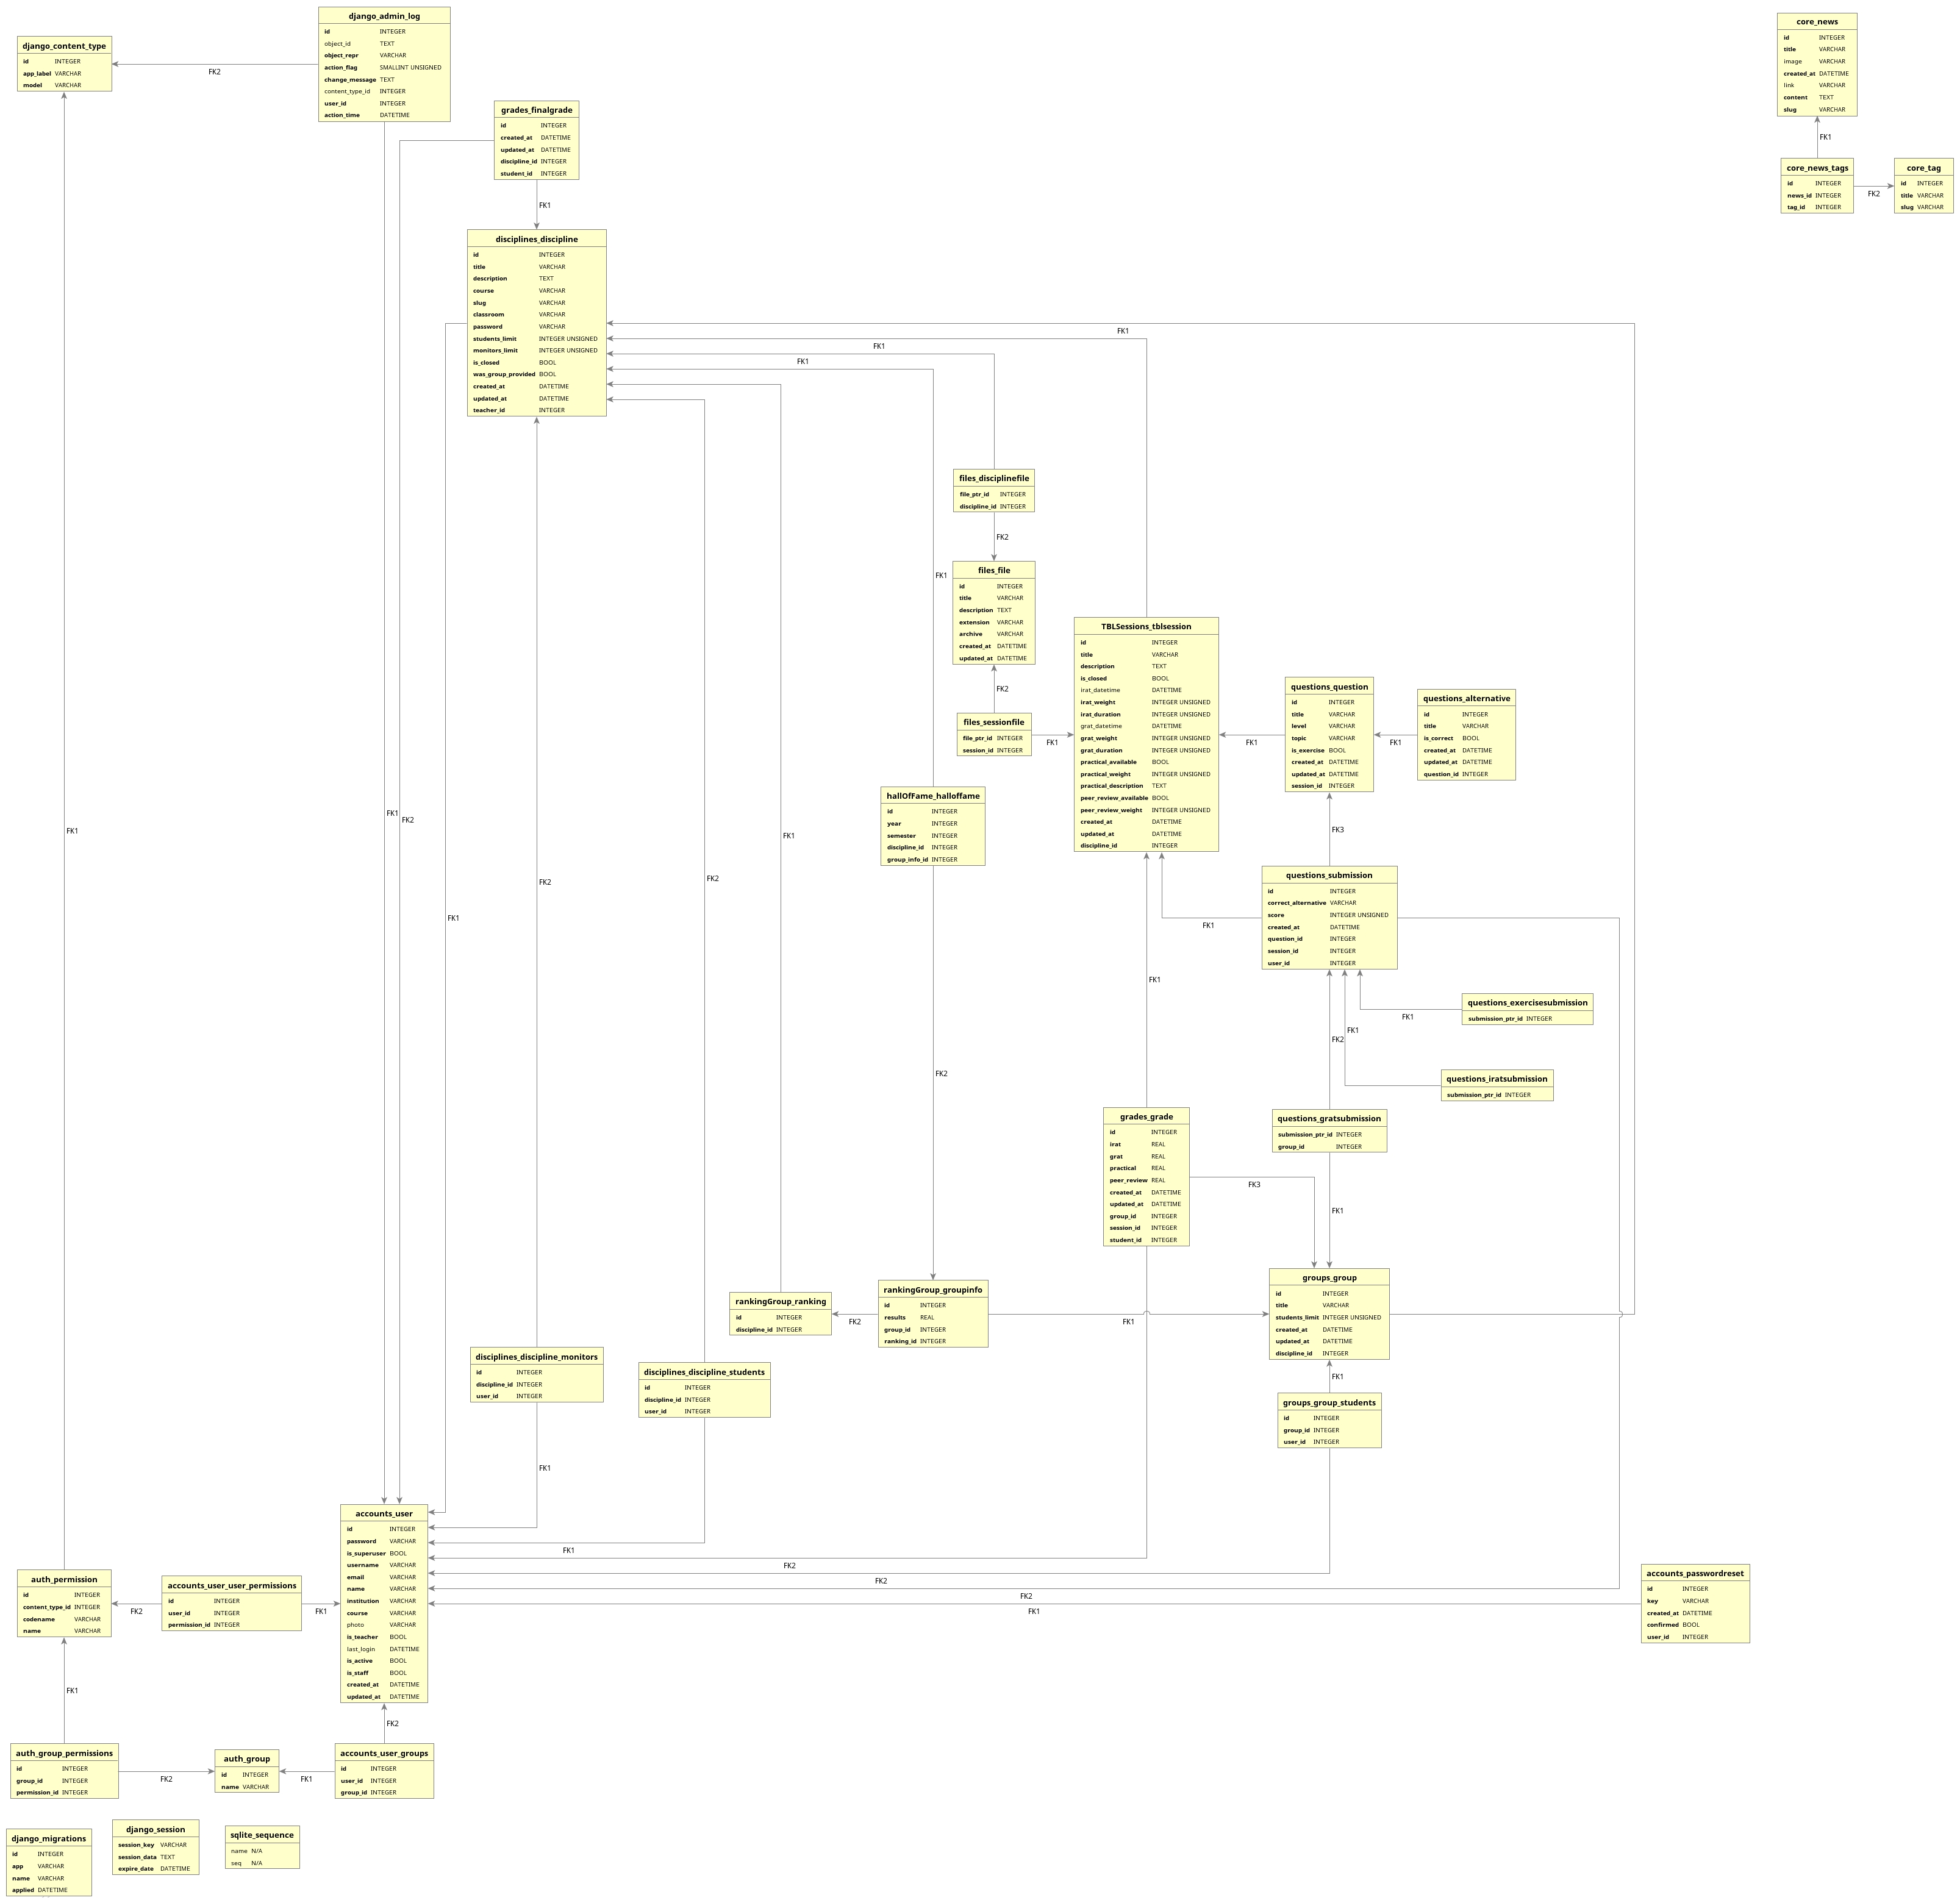 django_admin_log
id INTEGER
object_id TEXT
object_repr VARCHAR
action_flag SMALLINT UNSIGNED
change_message TEXT
content_type_id INTEGER
user_id INTEGER
action_time DATETIME
core_news
id INTEGER
title VARCHAR
image VARCHAR
created_at DATETIME
link VARCHAR
content TEXT
slug VARCHAR
django_content_type
id INTEGER
app_label VARCHAR
model VARCHAR
FK2
grades_finalgrade
id INTEGER
created_at DATETIME
updated_at DATETIME
discipline_id INTEGER
student_id INTEGER
FK1
core_news_tags
id INTEGER
news_id INTEGER
tag_id INTEGER
FK2
core_tag
id INTEGER
title VARCHAR
slug VARCHAR
FK1
disciplines_discipline
id INTEGER
title VARCHAR
description TEXT
course VARCHAR
slug VARCHAR
classroom VARCHAR
password VARCHAR
students_limit INTEGER UNSIGNED
monitors_limit INTEGER UNSIGNED
is_closed BOOL
was_group_provided BOOL
created_at DATETIME
updated_at DATETIME
teacher_id INTEGER
FK1
FK1
FK1
files_disciplinefile
file_ptr_id INTEGER
discipline_id INTEGER
FK2
FK1
files_file
id INTEGER
title VARCHAR
description TEXT
extension VARCHAR
archive VARCHAR
created_at DATETIME
updated_at DATETIME
FK2
files_sessionfile
file_ptr_id INTEGER
session_id INTEGER
FK1
TBLSessions_tblsession
id INTEGER
title VARCHAR
description TEXT
is_closed BOOL
irat_datetime DATETIME
irat_weight INTEGER UNSIGNED
irat_duration INTEGER UNSIGNED
grat_datetime DATETIME
grat_weight INTEGER UNSIGNED
grat_duration INTEGER UNSIGNED
practical_available BOOL
practical_weight INTEGER UNSIGNED
practical_description TEXT
peer_review_available BOOL
peer_review_weight INTEGER UNSIGNED
created_at DATETIME
updated_at DATETIME
discipline_id INTEGER
FK1
questions_question
id INTEGER
title VARCHAR
level VARCHAR
topic VARCHAR
is_exercise BOOL
created_at DATETIME
updated_at DATETIME
session_id INTEGER
FK1
questions_alternative
id INTEGER
title VARCHAR
is_correct BOOL
created_at DATETIME
updated_at DATETIME
question_id INTEGER
hallOfFame_halloffame
id INTEGER
year INTEGER
semester INTEGER
discipline_id INTEGER
group_info_id INTEGER
FK1
FK1
FK2
FK1
FK3
questions_submission
id INTEGER
correct_alternative VARCHAR
score INTEGER UNSIGNED
created_at DATETIME
question_id INTEGER
session_id INTEGER
user_id INTEGER
FK2
FK2
FK1
FK1
FK1
questions_exercisesubmission
submission_ptr_id INTEGER
FK1
FK2
FK1
FK2
questions_iratsubmission
submission_ptr_id INTEGER
grades_grade
id INTEGER
irat REAL
grat REAL
practical REAL
peer_review REAL
created_at DATETIME
updated_at DATETIME
group_id INTEGER
session_id INTEGER
student_id INTEGER
questions_gratsubmission
submission_ptr_id INTEGER
group_id INTEGER
FK3
FK1
rankingGroup_ranking
id INTEGER
discipline_id INTEGER
FK2
rankingGroup_groupinfo
id INTEGER
results REAL
group_id INTEGER
ranking_id INTEGER
FK1
groups_group
id INTEGER
title VARCHAR
students_limit INTEGER UNSIGNED
created_at DATETIME
updated_at DATETIME
discipline_id INTEGER
FK1
disciplines_discipline_monitors
id INTEGER
discipline_id INTEGER
user_id INTEGER
disciplines_discipline_students
id INTEGER
discipline_id INTEGER
user_id INTEGER
groups_group_students
id INTEGER
group_id INTEGER
user_id INTEGER
FK1
accounts_user
id INTEGER
password VARCHAR
is_superuser BOOL
username VARCHAR
email VARCHAR
name VARCHAR
institution VARCHAR
course VARCHAR
photo VARCHAR
is_teacher BOOL
last_login DATETIME
is_active BOOL
is_staff BOOL
created_at DATETIME
updated_at DATETIME
FK1
FK2
FK2
FK2
FK1
accounts_passwordreset
id INTEGER
key VARCHAR
created_at DATETIME
confirmed BOOL
user_id INTEGER
auth_permission
id INTEGER
content_type_id INTEGER
codename VARCHAR
name VARCHAR
FK2
accounts_user_user_permissions
id INTEGER
user_id INTEGER
permission_id INTEGER
FK1
FK1
FK2
auth_group_permissions
id INTEGER
group_id INTEGER
permission_id INTEGER
FK2
auth_group
id INTEGER
name VARCHAR
FK1
accounts_user_groups
id INTEGER
user_id INTEGER
group_id INTEGER
django_migrations
id INTEGER
app VARCHAR
name VARCHAR
applied DATETIME
django_session
session_key VARCHAR
session_data TEXT
expire_date DATETIME
sqlite_sequence
name N/A
seq N/A